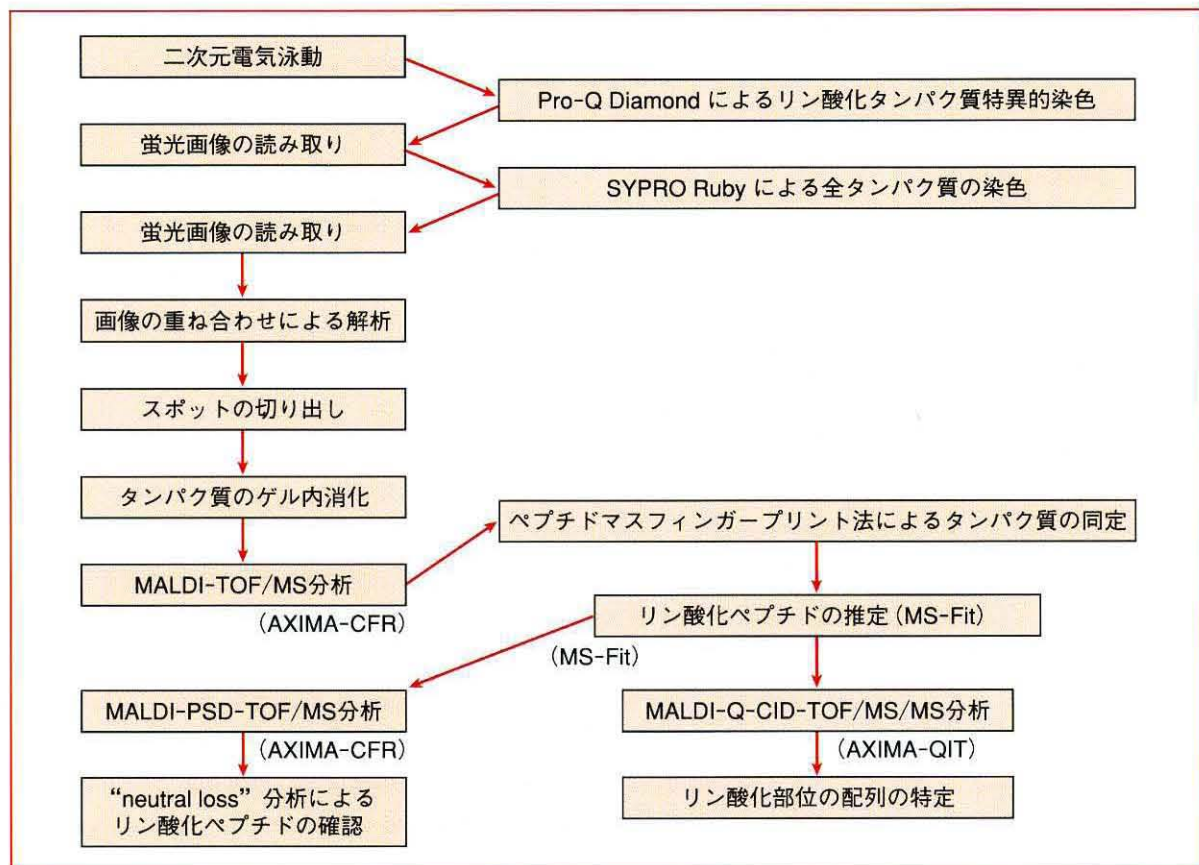 二次元電気泳動
Pro-Q Diamond によるリン酸化タンパク質特異的染色
蛍光画像の読み取り
SYPRO Ruby による全タンパク質の染色
蛍光画像の読み取り
画像の重ね合わせによる解析
スポットの切り出し
タンパク質のゲル内消化
ペプチドマスフィンガープリント法によるタンパク質の同定
MALDI-TOF/MS分析
(AXIMA-CFR)
リン酸化ペプチドの推定(MS-Fit)
(MS-Fit)
MALDI-PSD-TOF/MS分析
(AXIMA-CFR)
MALDI-Q-CID-TOF/MS/MS分析
(AXIMA-QIT)
“neutral loss” 分析による
リン酸化ペプチドの確認
リン酸化部位の配列の特定